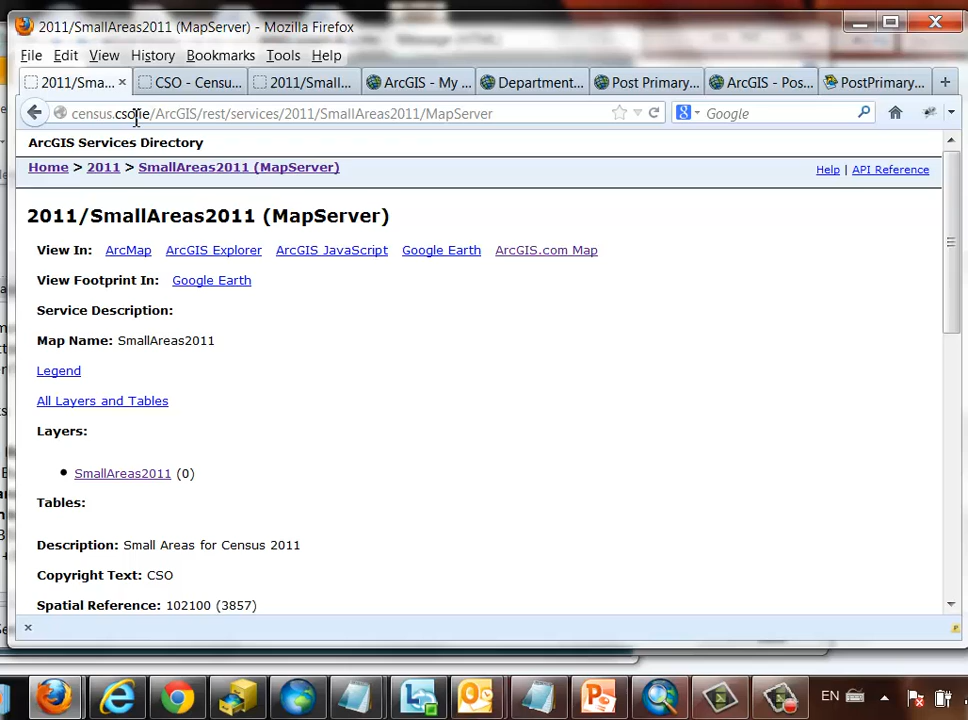 2011/SmallAreas2011 (MapServer) - Mozilla Firefox
File Edit View History Bookmarks Tools Help
2011/Sma... × CSO - Censu... 2011/Small... ArcGIS - My ... Department... Post Primary... ArcGIS - Pos... PostPrimary... +
census.cso.ie/ArcGIS/rest/services/2011/SmallAreas2011/MapServer Google
ArcGIS Services Directory
Home > 2011 > SmallAreas2011 (MapServer) Help | API Reference
2011/SmallAreas2011 (MapServer)
View In: ArcMap ArcGIS Explorer ArcGIS JavaScript Google Earth ArcGIS.com Map
View Footprint In: Google Earth
Service Description:
Map Name: SmallAreas2011
Legend
All Layers and Tables
Layers:
• SmallAreas2011 (0)
Tables:
Description: Small Areas for Census 2011
Copyright Text: CSO
Spatial Reference: 102100 (3857)
EN